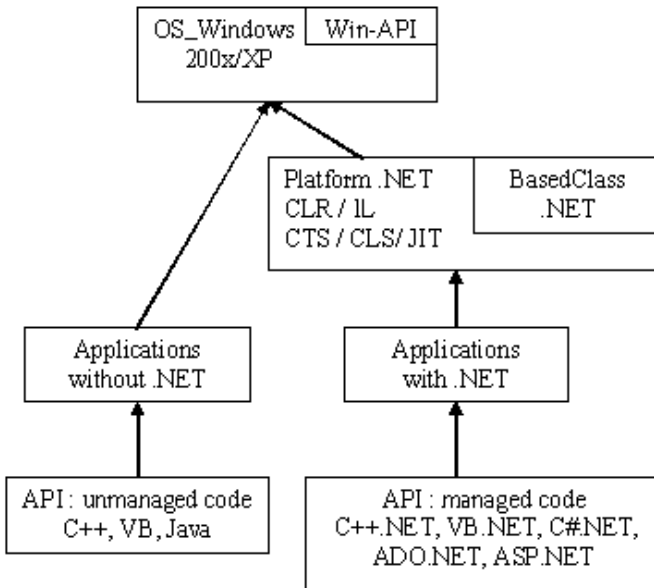 OS_Windows
200x/XP
Win-API
Platform .NET
CLR / IL
CTS / CLS/ JIT
BasedClass
.NET
Applications
without .NET
Applications
with .NET
API : unmanaged code
C++, VB, Java
API : managed code
C++.NET, VB.NET, C#.NET,
ADO.NET, ASP.NET